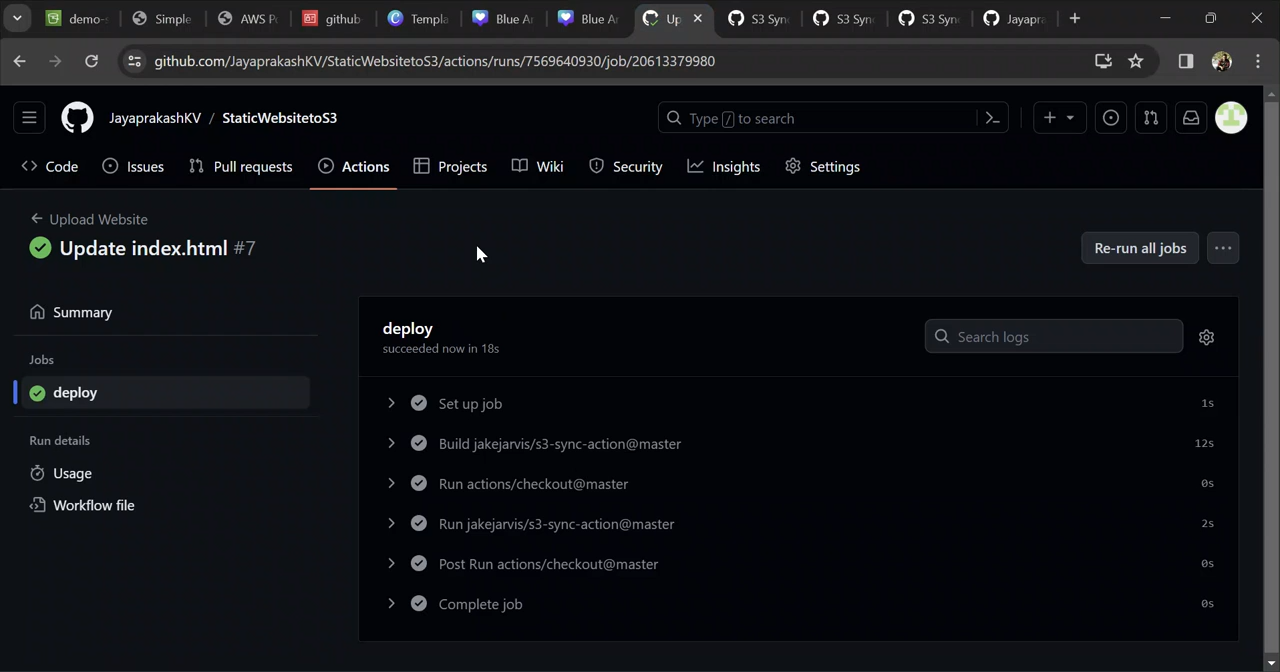 demo-
Simple
AWS P
github
Templa
Blue Ar
Blue Ar
Up
S3 Syn
S3 Syn
S3 Syn
Jayapra
github.com/JayaprakashKV/StaticWebsitetoS3/actions/runs/7569640930/job/20613379980
JayaprakashKV / StaticWebsitetoS3
Type / to search
Code
Issues
Pull requests
Actions
Projects
Wiki
Security
Insights
Settings
Upload Website
Update index.html #7
Re-run all jobs
Summary
Jobs
deploy
Run details
Usage
Workflow file
deploy
succeeded now in 18s
Search logs
Set up job 1s
Build jakejarvis/s3-sync-action@master 12s
Run actions/checkout@master 0s
Run jakejarvis/s3-sync-action@master 2s
Post Run actions/checkout@master 0s
Complete job 0s